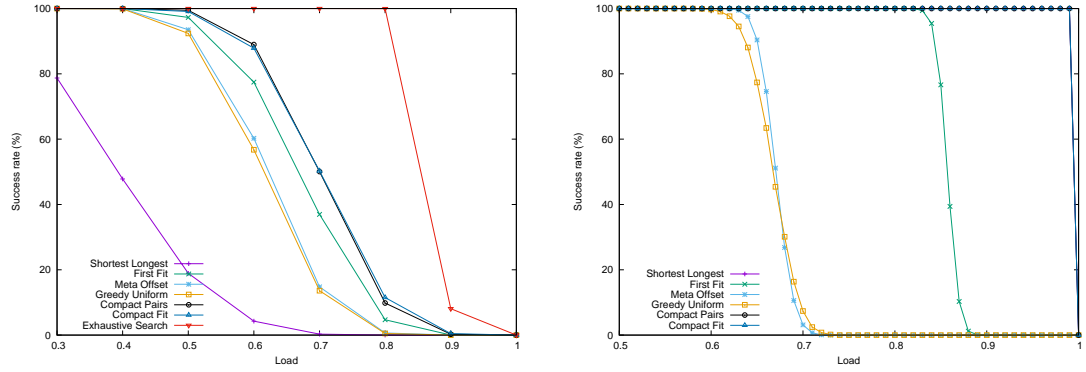 100
80
60
40
20
0
Success rate (%)
Shortest Longest
First Fit
Meta Offset
Greedy Uniform
Compact Pairs
Compact Fit
Exhaustive Search
0.3 0.4 0.5 0.6 0.7 0.8 0.9 1
Load
100
80
60
40
20
0
Success rate (%)
Shortest Longest
First Fit
Meta Offset
Greedy Uniform
Compact Pairs
Compact Fit
0.5 0.6 0.7 0.8 0.9 1
Load